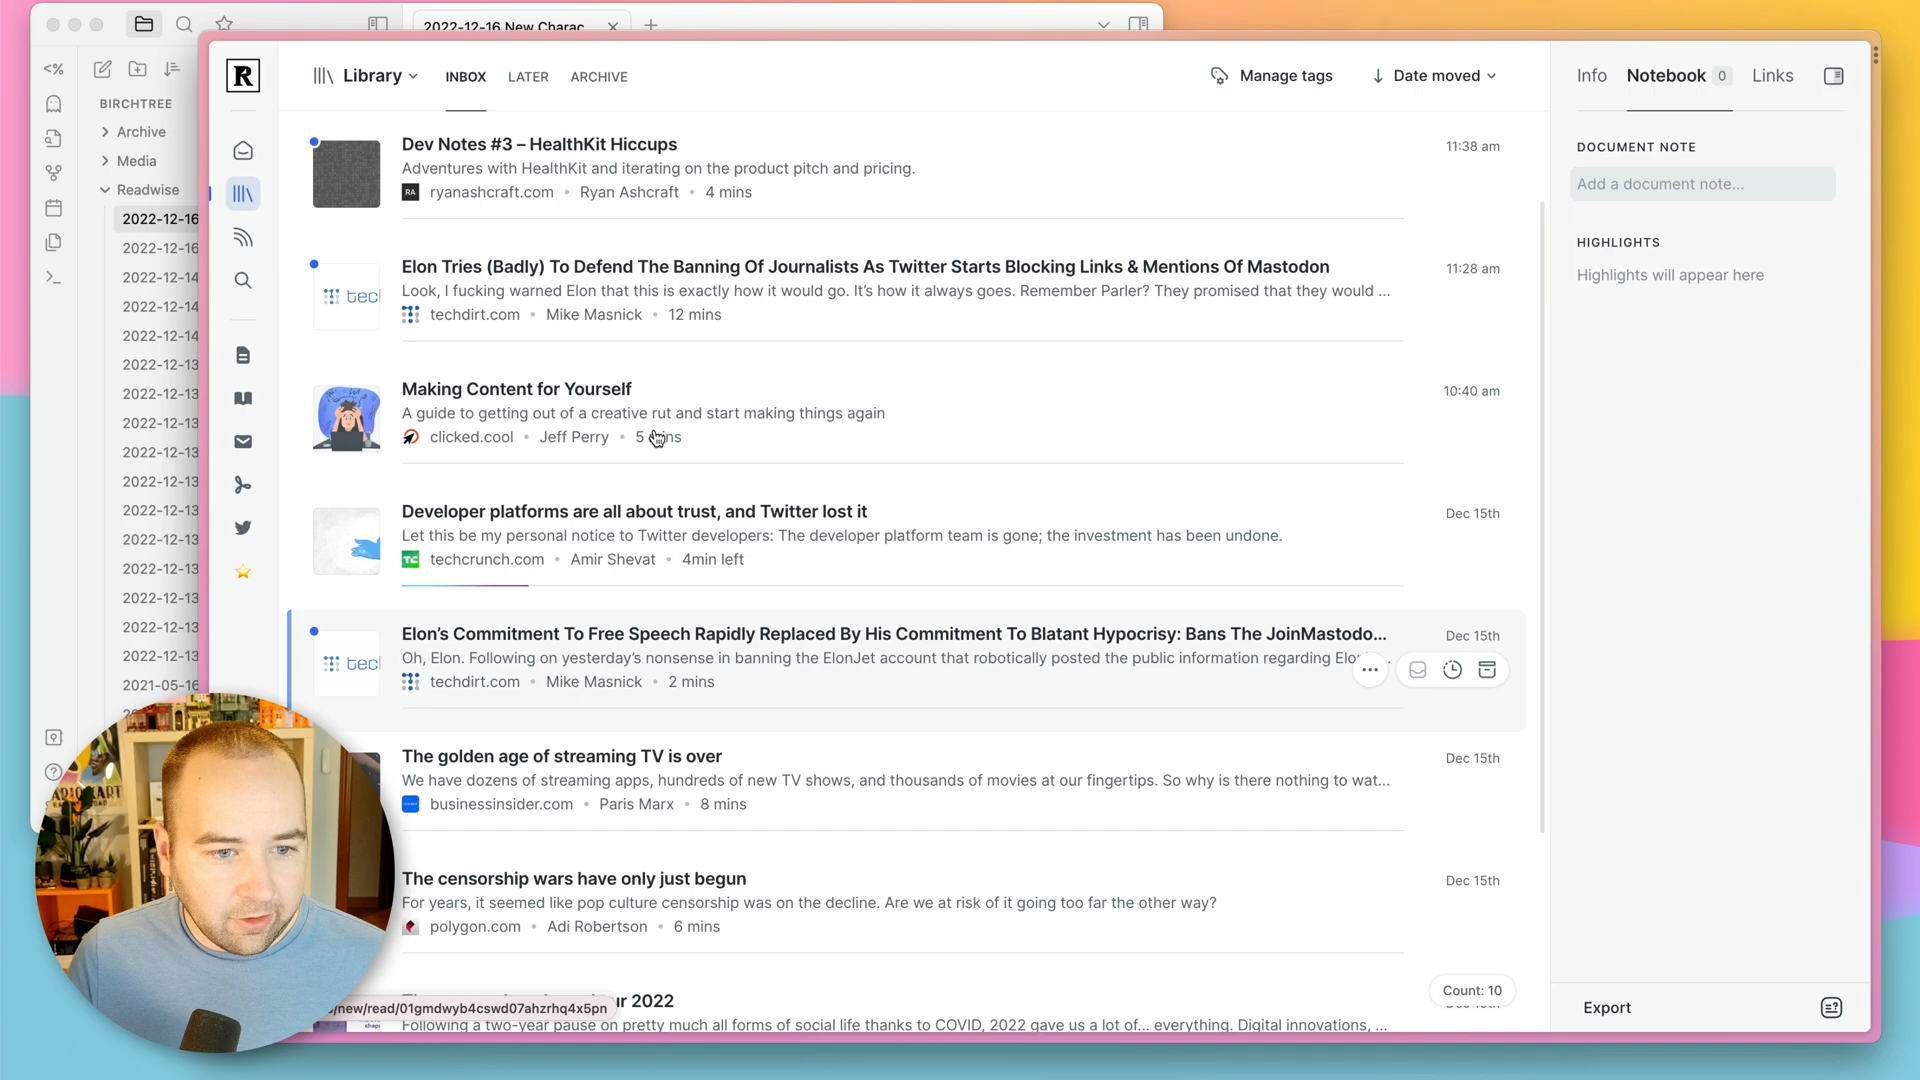 2022-12-16 New Charac
BIRCHTREE
Archive
Media
Readwise
2022-12-16
2022-12-16
2022-12-14
2022-12-14
2022-12-14
2022-12-13
2022-12-13
2022-12-13
2022-12-13
2022-12-13
2022-12-13
2022-12-13
2022-12-13
2022-12-13
2022-12-13
2022-12-13
2021-05-16
R
Library
INBOX
LATER
ARCHIVE
Manage tags
Date moved
Dev Notes #3 – HealthKit Hiccups
11:38 am
Adventures with HealthKit and iterating on the product pitch and pricing.
RA ryanashcraft.com • Ryan Ashcraft • 4 mins
Elon Tries (Badly) To Defend The Banning Of Journalists As Twitter Starts Blocking Links & Mentions Of Mastodon
11:28 am
tecl
Look, I fucking warned Elon that this is exactly how it would go. It's how it always goes. Remember Parler? They promised that they would ...
techdirt.com • Mike Masnick • 12 mins
Making Content for Yourself
10:40 am
A guide to getting out of a creative rut and start making things again
clicked.cool • Jeff Perry • 5 mins
Developer platforms are all about trust, and Twitter lost it
Dec 15th
Let this be my personal notice to Twitter developers: The developer platform team is gone; the investment has been undone.
TC techcrunch.com • Amir Shevat • 4min left
Elon's Commitment To Free Speech Rapidly Replaced By His Commitment To Blatant Hypocrisy: Bans The JoinMastodo...
Dec 15th
tecl
Oh, Elon. Following on yesterday's nonsense in banning the ElonJet account that robotically posted the public information regarding Elo
techdirt.com • Mike Masnick • 2 mins
The golden age of streaming TV is over
Dec 15th
We have dozens of streaming apps, hundreds of new TV shows, and thousands of movies at our fingertips. So why is there nothing to wat...
businessinsider.com • Paris Marx • 8 mins
The censorship wars have only just begun
Dec 15th
For years, it seemed like pop culture censorship was on the decline. Are we at risk of it going too far the other way?
polygon.com • Adi Robertson • 6 mins
ur 2022
Count: 10
/new/read/01gmdwyb4cswd07ahzrhq4x5pn
Following a two-year pause on pretty much all forms of social life thanks to COVID, 2022 gave us a lot of... everything. Digital innovations, ...
Info
Notebook 0
Links
DOCUMENT NOTE
Add a document note...
HIGHLIGHTS
Highlights will appear here
Export